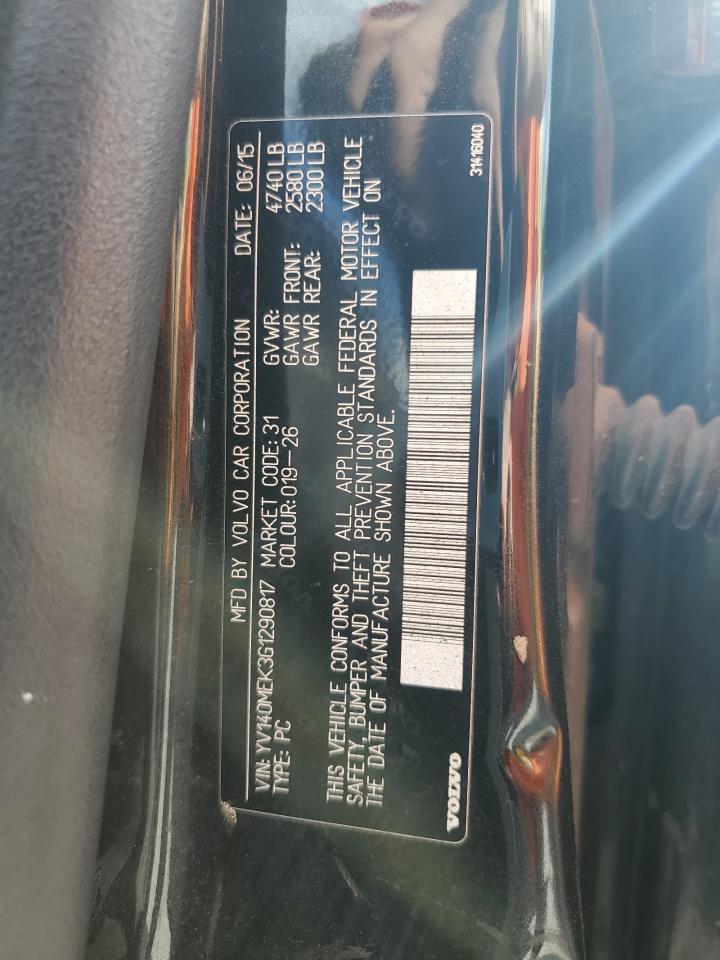 MFD BY VOLVO CAR CORPORATION DATE: 06/15
VIN: YV140MEK3G1290817 MARKET CODE: 31 GVWR: 4740 LB
TYPE: PC COLOUR: 019-26 GAWR FRONT: 2580 LB
GAWR REAR: 2300 LB
THIS VEHICLE CONFORMS TO ALL APPLICABLE FEDERAL MOTOR VEHICLE
SAFETY, BUMPER AND THEFT PREVENTION STANDARDS IN EFFECT ON
THE DATE OF MANUFACTURE SHOWN ABOVE.
VOLVO 31416040